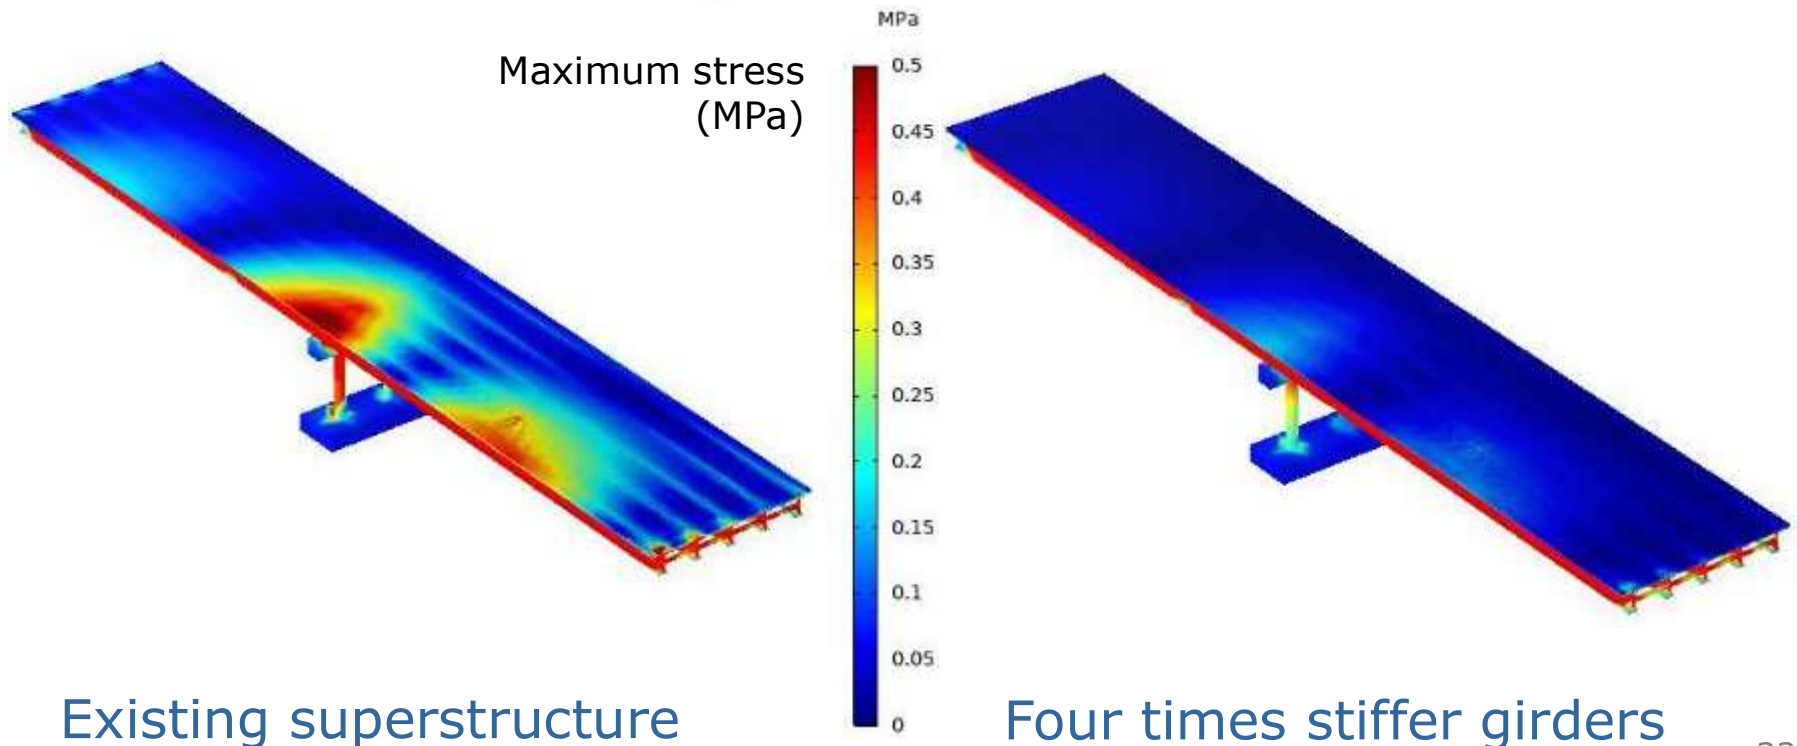 MPa
Maximum stress
(MPa)
0.5
0.45
0.4
0.35
0.3
0.25
0.2
0.15
0.1
0.05
0
Existing superstructure
Four times stiffer girders